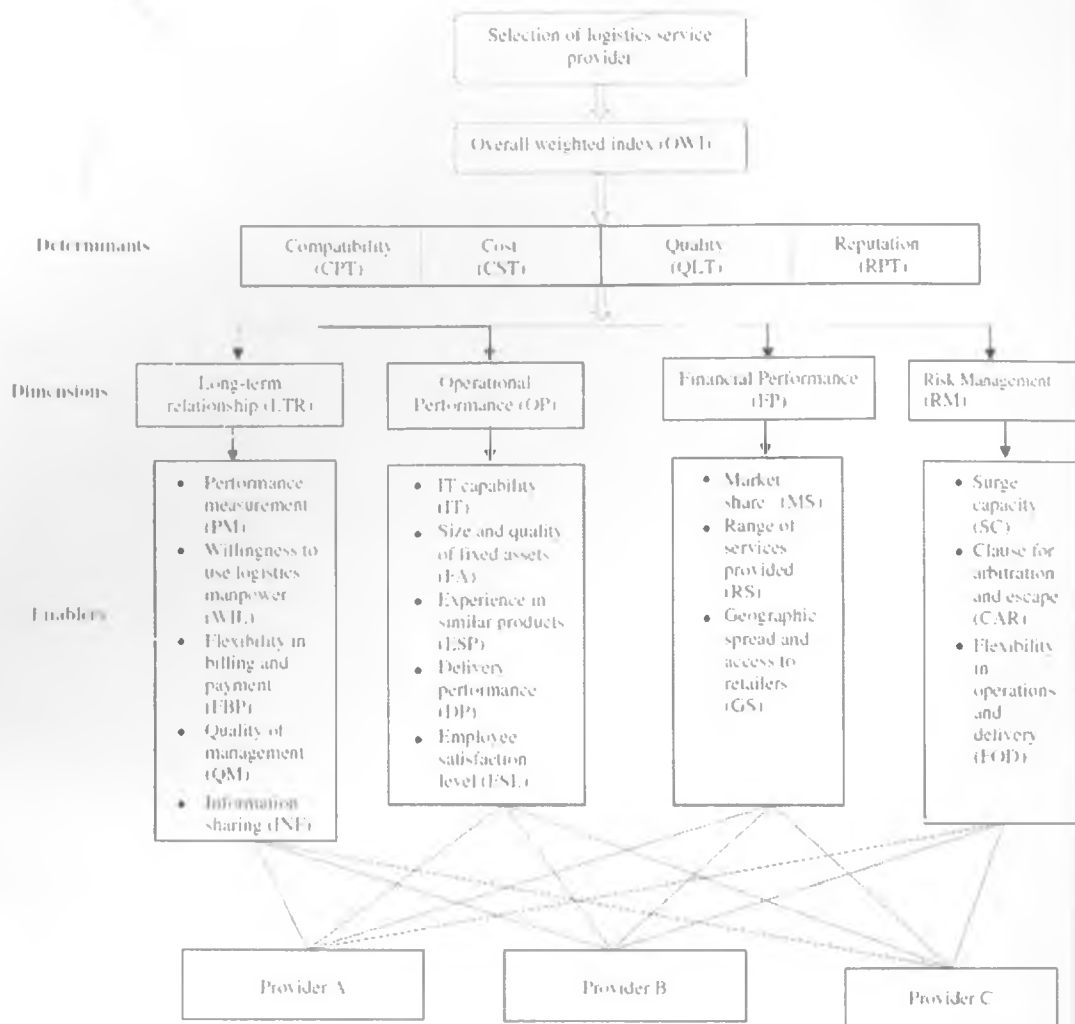 Selection of logistics service
provider
Overall weighted index (OWI)
Determinants
Compatibility
(CPT)
Cost
(CST)
Quality
(QLT)
Reputation
(RPT)
Dimensions
Long-term
relationship (LTR)
Operational
Performance (OP)
Financial Performance
(FP)
Risk Management
(RM)
Enablers
• Performance
measurement
(PM)
• Willingness to
use logistics
manpower
(WIL)
• Flexibility in
billing and
payment
(FBP)
• Quality of
management
(QM)
• Information
sharing (INF)
• IT capability
(IT)
• Size and quality
of fixed assets
(FA)
• Experience in
similar products
(ESP)
• Delivery
performance
(DP)
• Employee
satisfaction
level (ESL)
• Market
share (MS)
• Range of
services
provided
(RS)
• Geographic
spread and
access to
retailers
(GS)
• Surge
capacity
(SC)
• Clause for
arbitration
and escape
(CAR)
• Flexibility
in
operations
and
delivery
(FOD)
Provider A
Provider B
Provider C